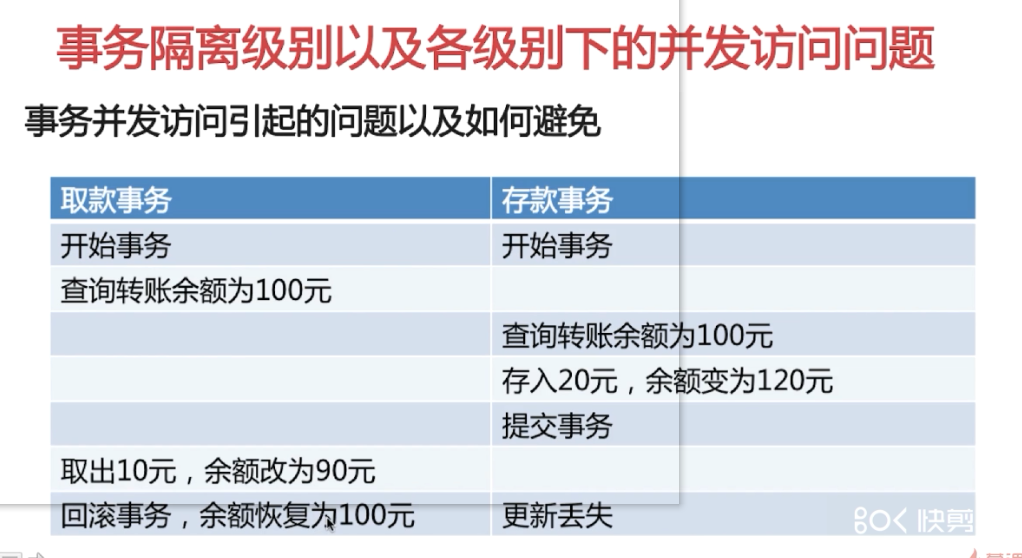 事务隔离级别以及各级别下的并发访问问题
事务并发访问引起的问题以及如何避免
取款事务 存款事务
开始事务 开始事务
查询转账余额为100元
查询转账余额为100元
存入20元，余额变为120元
提交事务
取出10元，余额改为90元
回滚事务，余额恢复为100元 更新丢失
快剪